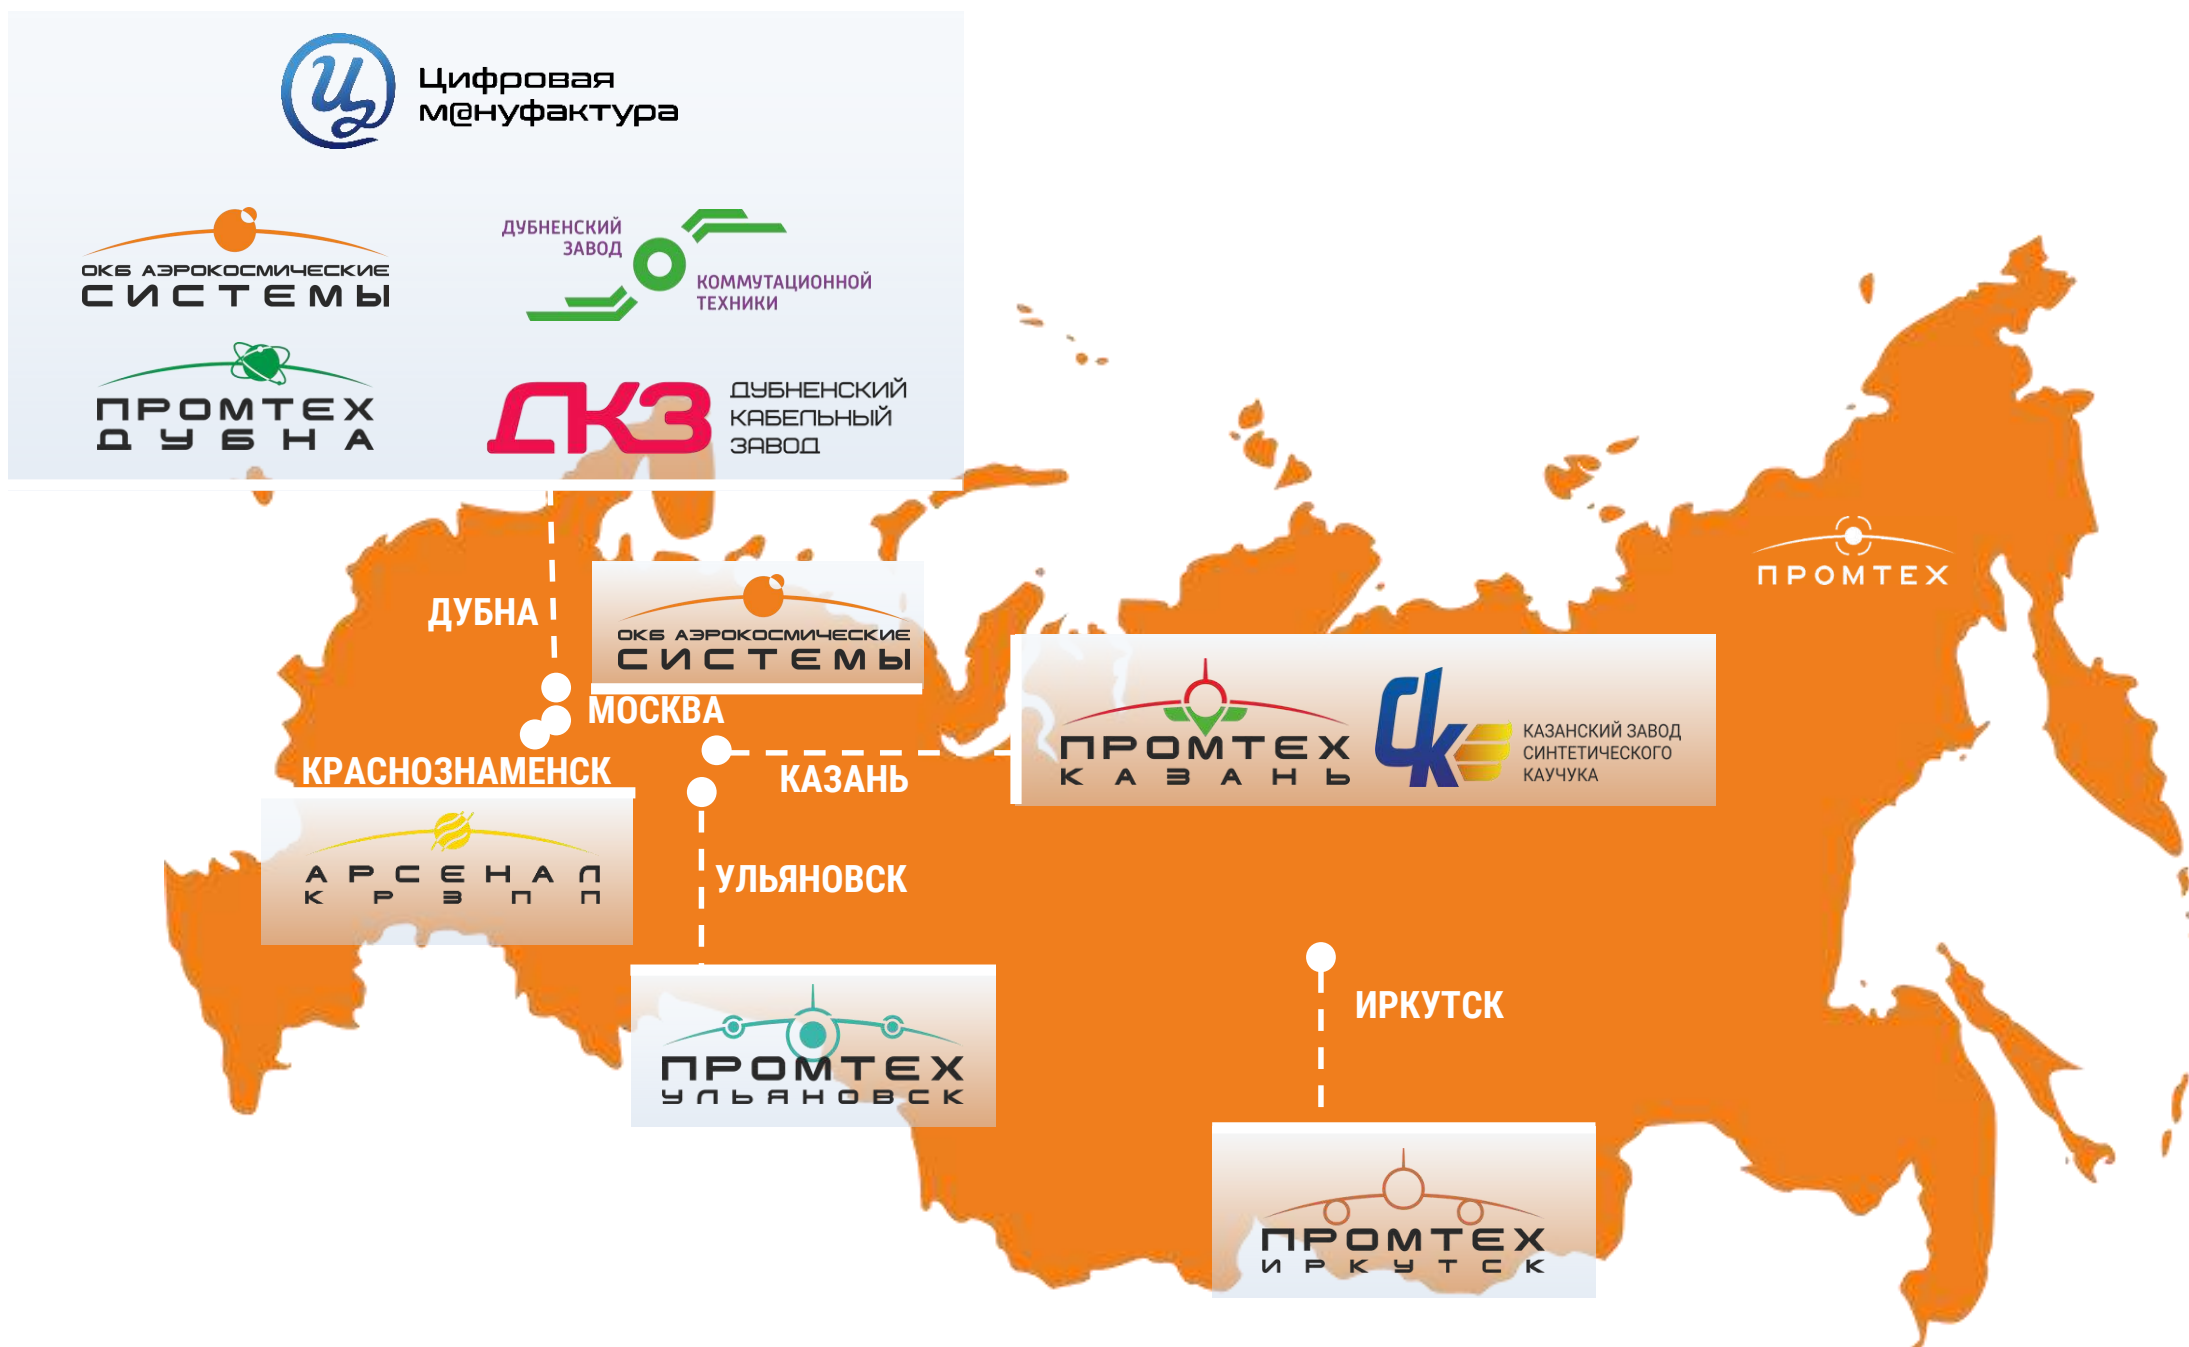 Цифровая
м@нуфактура
ОКБ АЭРОКОСМИЧЕСКИЕ
СИСТЕМЫ
ДУБНЕНСКИЙ
ЗАВОД
КОММУТАЦИОННОЙ
ТЕХНИКИ
ПРОМТЕХ
ДУБНА
ДКЗ
ДУБНЕНСКИЙ
КАБЕЛЬНЫЙ
ЗАВОД
ПРОМТЕХ
ДУБНА
ОКБ АЭРОКОСМИЧЕСКИЕ
СИСТЕМЫ
МОСКВА
КРАСНОЗНАМЕНСК
АРСЕНАЛ
КРЗПП
КАЗАНЬ
ПРОМТЕХ
КАЗАНЬ
СК
КАЗАНСКИЙ ЗАВОД
СИНТЕТИЧЕСКОГО
КАУЧУКА
УЛЬЯНОВСК
ПРОМТЕХ
УЛЬЯНОВСК
ИРКУТСК
ПРОМТЕХ
ИРКУТСК